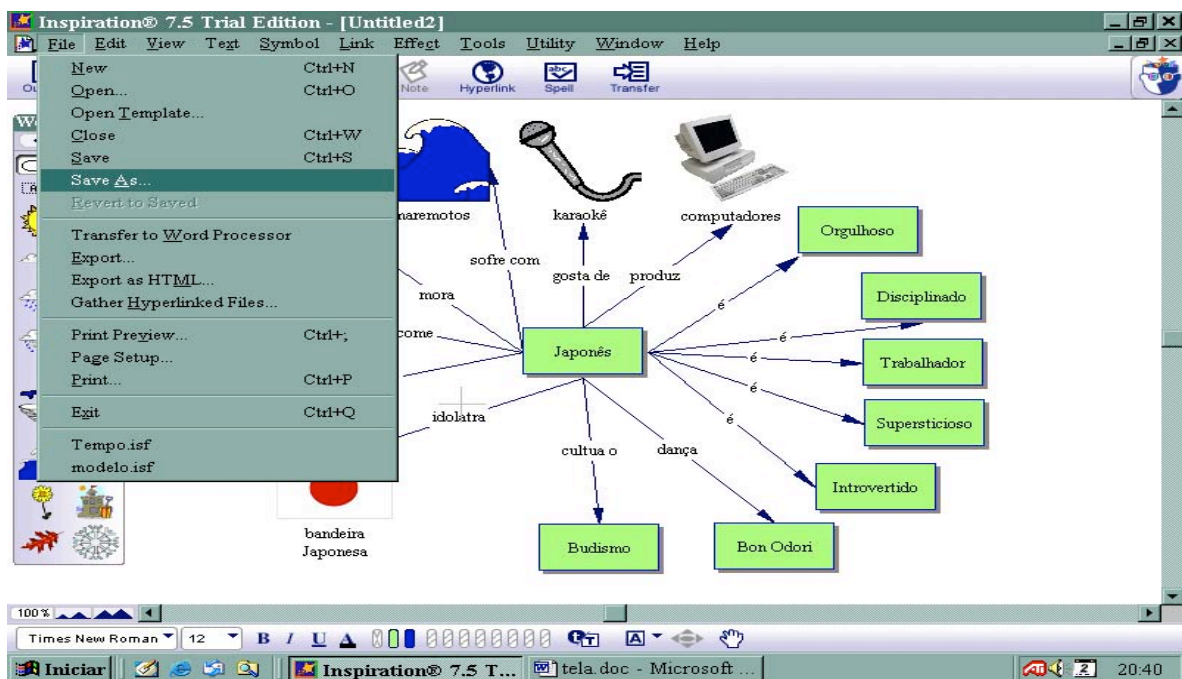 Inspiration® 7.5 Trial Edition - [Untitled2]
File Edit View Text Symbol Link Effect Tools Utility Window Help
Note Hyperlink Spell Transfer
New Ctrl+N
Open... Ctrl+O
Open Template...
Close Ctrl+W
Save Ctrl+S
Save As...
Revert to Saved
Transfer to Word Processor
Export...
Export as HTML...
Gather Hyperlinked Files...
Print Preview... Ctrl+;
Page Setup...
Print... Ctrl+P
Exit Ctrl+Q
Tempo.isf
modelo.isf
karaokê
computadores
sofre com
gosta de
produz
mora
come
idolatra
cultua o
dança
Japonês
é
é
é
é
é
Orgulhoso
Disciplinado
Trabalhador
Supersticioso
Introvertido
Bon Odori
Budismo
bandeira
Japonesa
100%
Times New Roman 12 B I U A
Iniciar Inspiration® 7.5 T... tela.doc - Microsoft ... 2 20:40